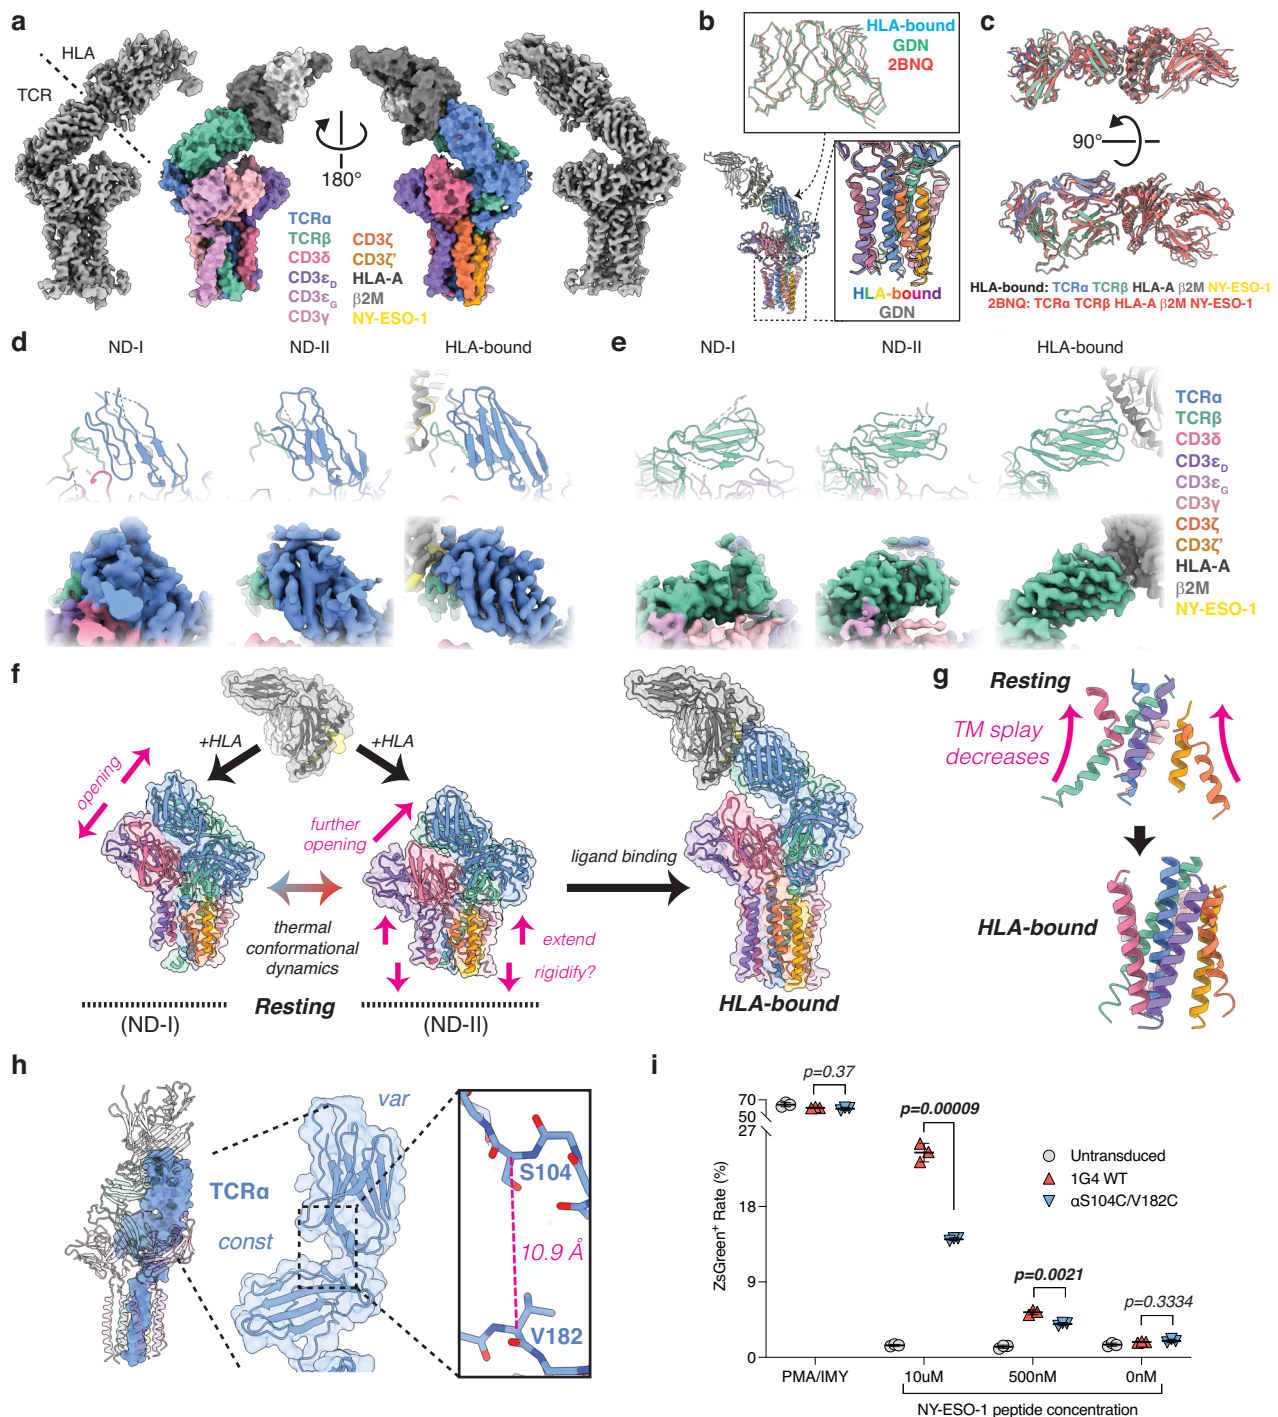 a
HLA
TCR
180°
TCRα
TCRβ
CD3δ
CD3ε_D
CD3ε_G
CD3γ
CD3ζ
CD3ζ'
HLA-A
β2M
NY-ESO-1
b
HLA-bound
GDN
2BNQ
HLA-bound
GDN
c
90°
HLA-bound: TCRα TCRβ HLA-A β2M NY-ESO-1
2BNQ: TCRα TCRβ HLA-A β2M NY-ESO-1
d
ND-I
ND-II
HLA-bound
e
ND-I
ND-II
HLA-bound
TCRα
TCRβ
CD3δ
CD3ε_D
CD3ε_G
CD3γ
CD3ζ
CD3ζ'
HLA-A
β2M
NY-ESO-1
f
+HLA
+HLA
opening
further
opening
thermal
conformational
dynamics
extend
rigidify?
ligand binding
Resting
(ND-I)
(ND-II)
HLA-bound
g
Resting
TM splay
decreases
HLA-bound
h
var
TCRα
const
S104
10.9 Å
V182
i
ZsGreen⁺ Rate (%)
70
50
27
18
9
0
p=0.37
p=0.00009
p=0.0021
p=0.3334
Untransduced
1G4 WT
αS104C/V182C
PMA/IMY
10uM
500nM
0nM
NY-ESO-1 peptide concentration